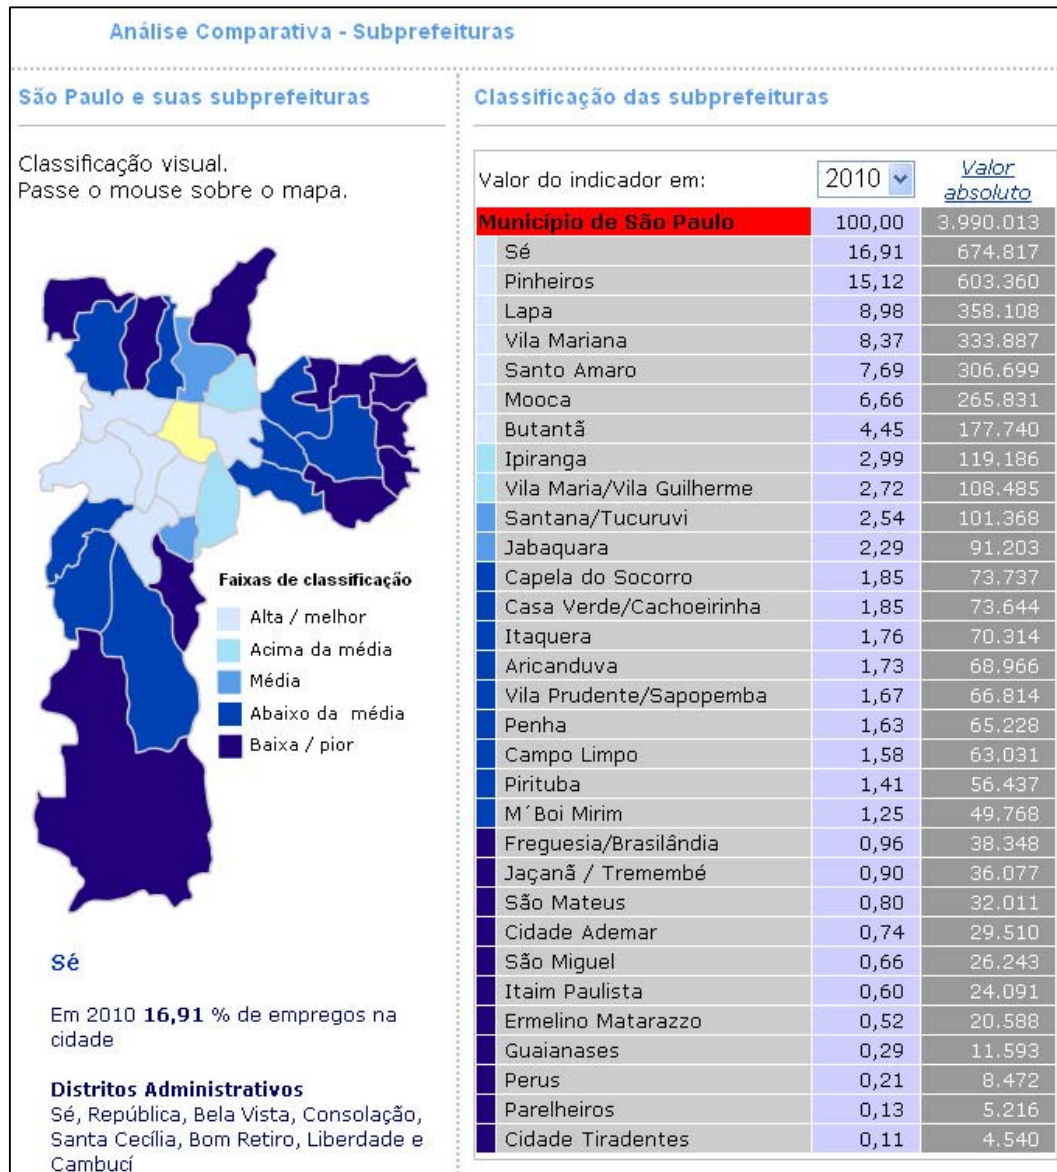 Análise Comparativa - Subprefeituras
São Paulo e suas subprefeituras
Classificação visual.
Passe o mouse sobre o mapa.
Faixas de classificação
Alta / melhor
Acima da média
Média
Abaixo da média
Baixa / pior
Sé
Em 2010 16,91 % de empregos na
cidade
Distritos Administrativos
Sé, República, Bela Vista, Consolação,
Santa Cecília, Bom Retiro, Liberdade e
Cambucí
Classificação das subprefeituras
Valor do indicador em: 2010 Valor
absoluto
Município de São Paulo 100,00 3.990.013
Sé 16,91 674.817
Pinheiros 15,12 603.360
Lapa 8,98 358.108
Vila Mariana 8,37 333.887
Santo Amaro 7,69 306.699
Mooca 6,66 265.831
Butantã 4,45 177.740
Ipiranga 2,99 119.186
Vila Maria/Vila Guilherme 2,72 108.485
Santana/Tucuruvi 2,54 101.368
Jabaquara 2,29 91.203
Capela do Socorro 1,85 73.737
Casa Verde/Cachoeirinha 1,85 73.644
Itaquera 1,76 70.314
Aricanduva 1,73 68.966
Vila Prudente/Sapopemba 1,67 66.814
Penha 1,63 65.228
Campo Limpo 1,58 63.031
Pirituba 1,41 56.437
M´Boi Mirim 1,25 49.768
Freguesia/Brasilândia 0,96 38.348
Jaçanã / Tremembé 0,90 36.077
São Mateus 0,80 32.011
Cidade Ademar 0,74 29.510
São Miguel 0,66 26.243
Itaim Paulista 0,60 24.091
Ermelino Matarazzo 0,52 20.588
Guaianases 0,29 11.593
Perus 0,21 8.472
Parelheiros 0,13 5.216
Cidade Tiradentes 0,11 4.540